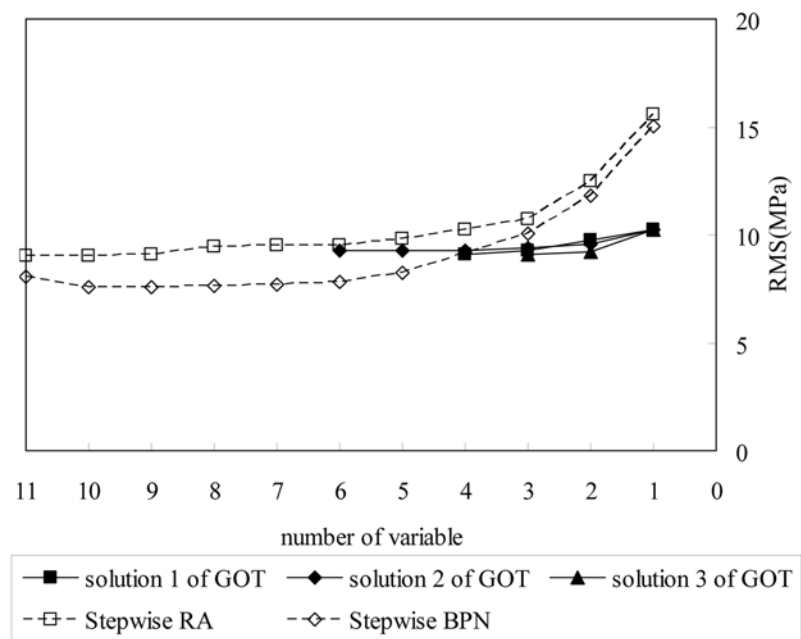 20
15
10
5
0
RMS(MPa)
11 10 9 8 7 6 5 4 3 2 1 0
number of variable
solution 1 of GOT solution 2 of GOT solution 3 of GOT
Stepwise RA Stepwise BPN